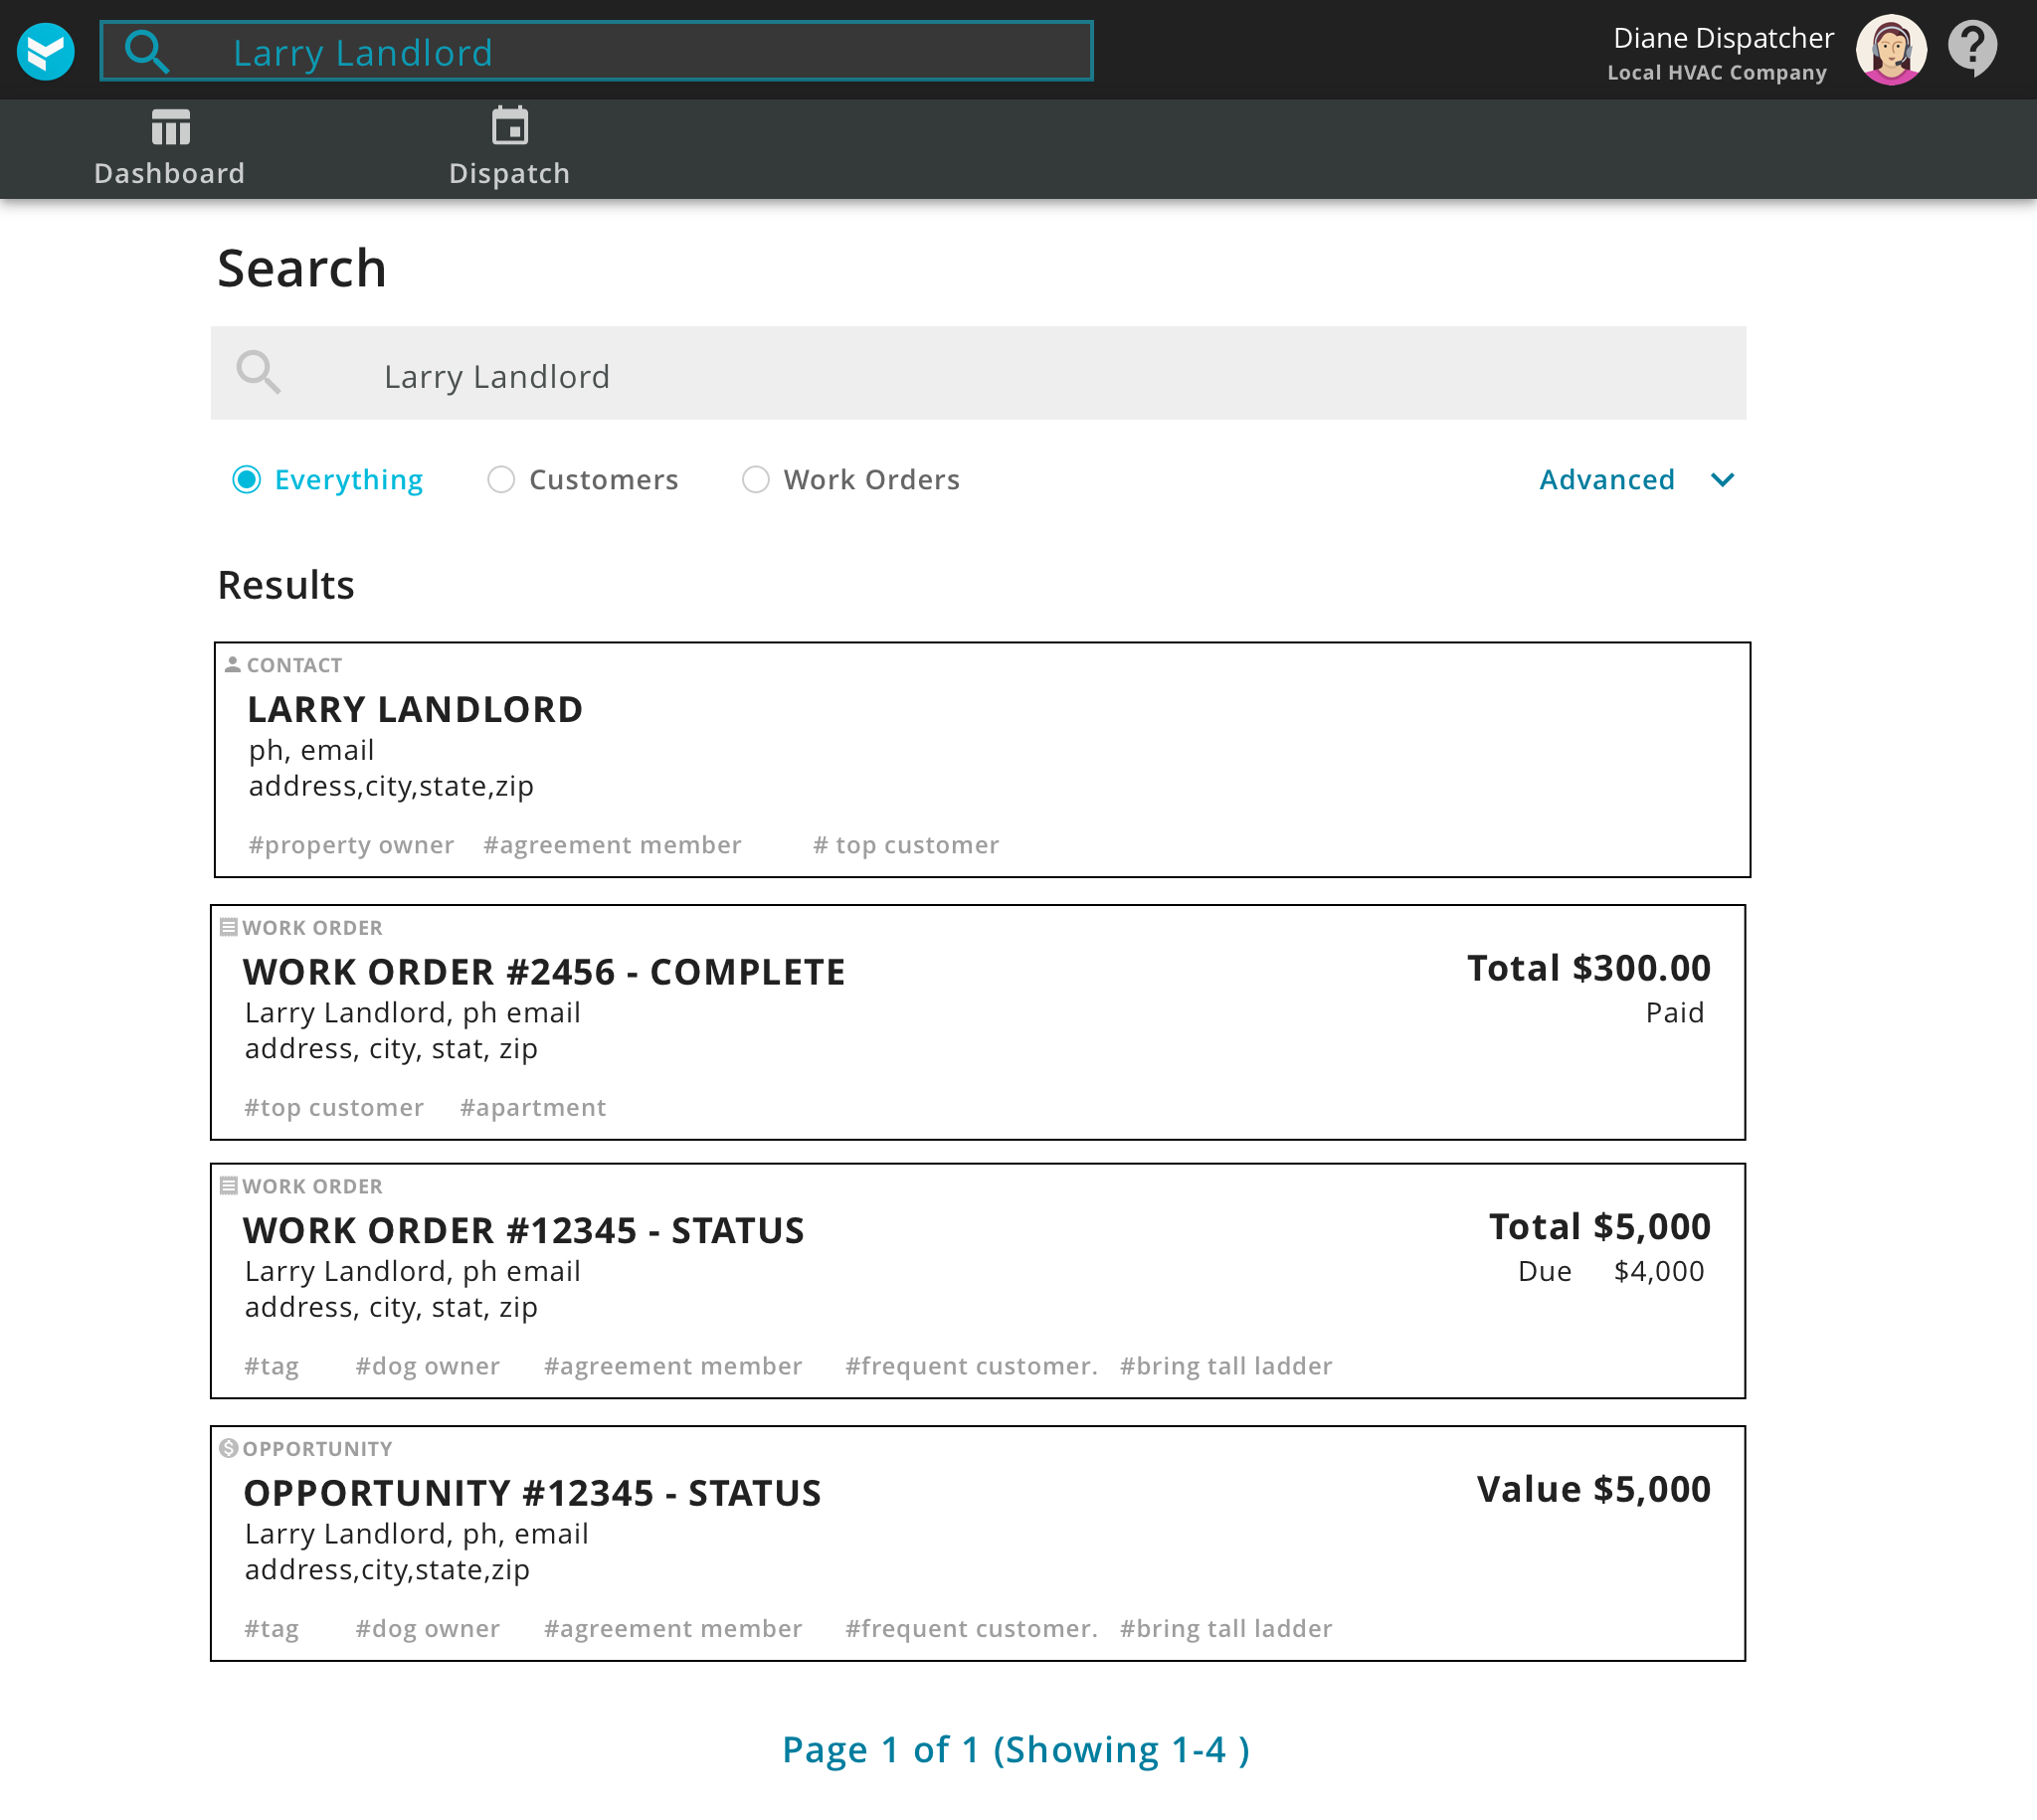 Larry Landlord
Diane Dispatcher
Local HVAC Company
Dashboard
Dispatch
Search
Larry Landlord
Everything
Customers
Work Orders
Advanced
Results
CONTACT
LARRY LANDLORD
ph, email
address,city,state,zip
#property owner #agreement member # top customer
WORK ORDER
WORK ORDER #2456 - COMPLETE
Total $300.00
Larry Landlord, ph email
Paid
address, city, stat, zip
#top customer #apartment
WORK ORDER
WORK ORDER #12345 - STATUS
Total $5,000
Larry Landlord, ph email
Due $4,000
address, city, stat, zip
#tag #dog owner #agreement member #frequent customer. #bring tall ladder
OPPORTUNITY
OPPORTUNITY #12345 - STATUS
Value $5,000
Larry Landlord, ph, email
address,city,state,zip
#tag #dog owner #agreement member #frequent customer. #bring tall ladder
Page 1 of 1 (Showing 1-4 )